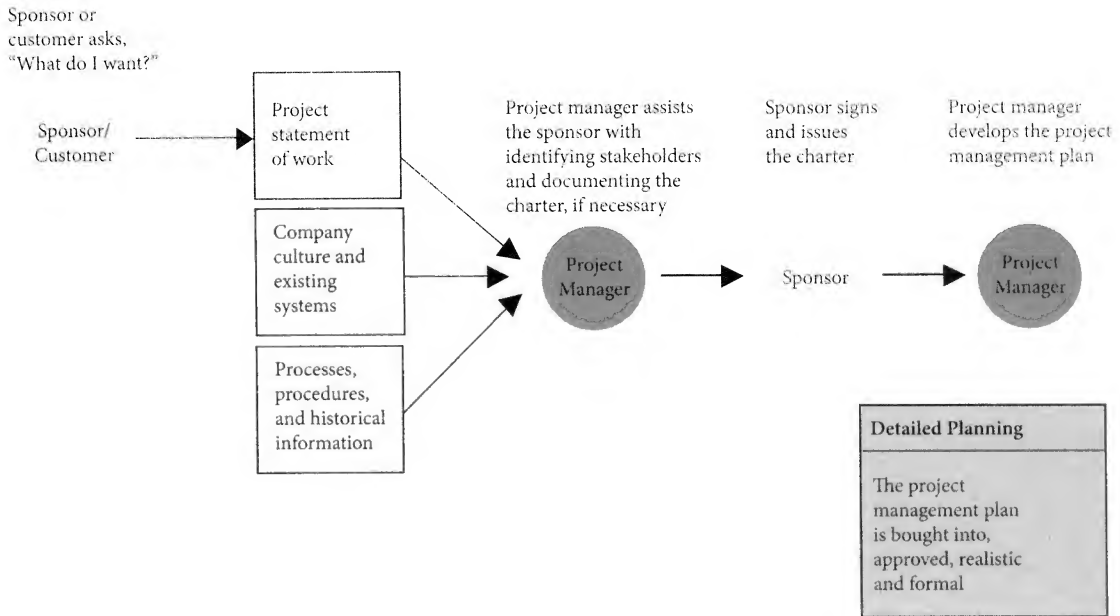 Sponsor or
customer asks,
“What do I want?”
Sponsor/
Customer
Project
statement
of work
Company
culture and
existing
systems
Processes,
procedures,
and historical
information
Project manager assists
the sponsor with
identifying stakeholders
and documenting the
charter, if necessary
Project
Manager
Sponsor signs
and issues
the charter
Sponsor
Project manager
develops the project
management plan
Project
Manager
Detailed Planning
The project
management plan
is bought into,
approved, realistic
and formal